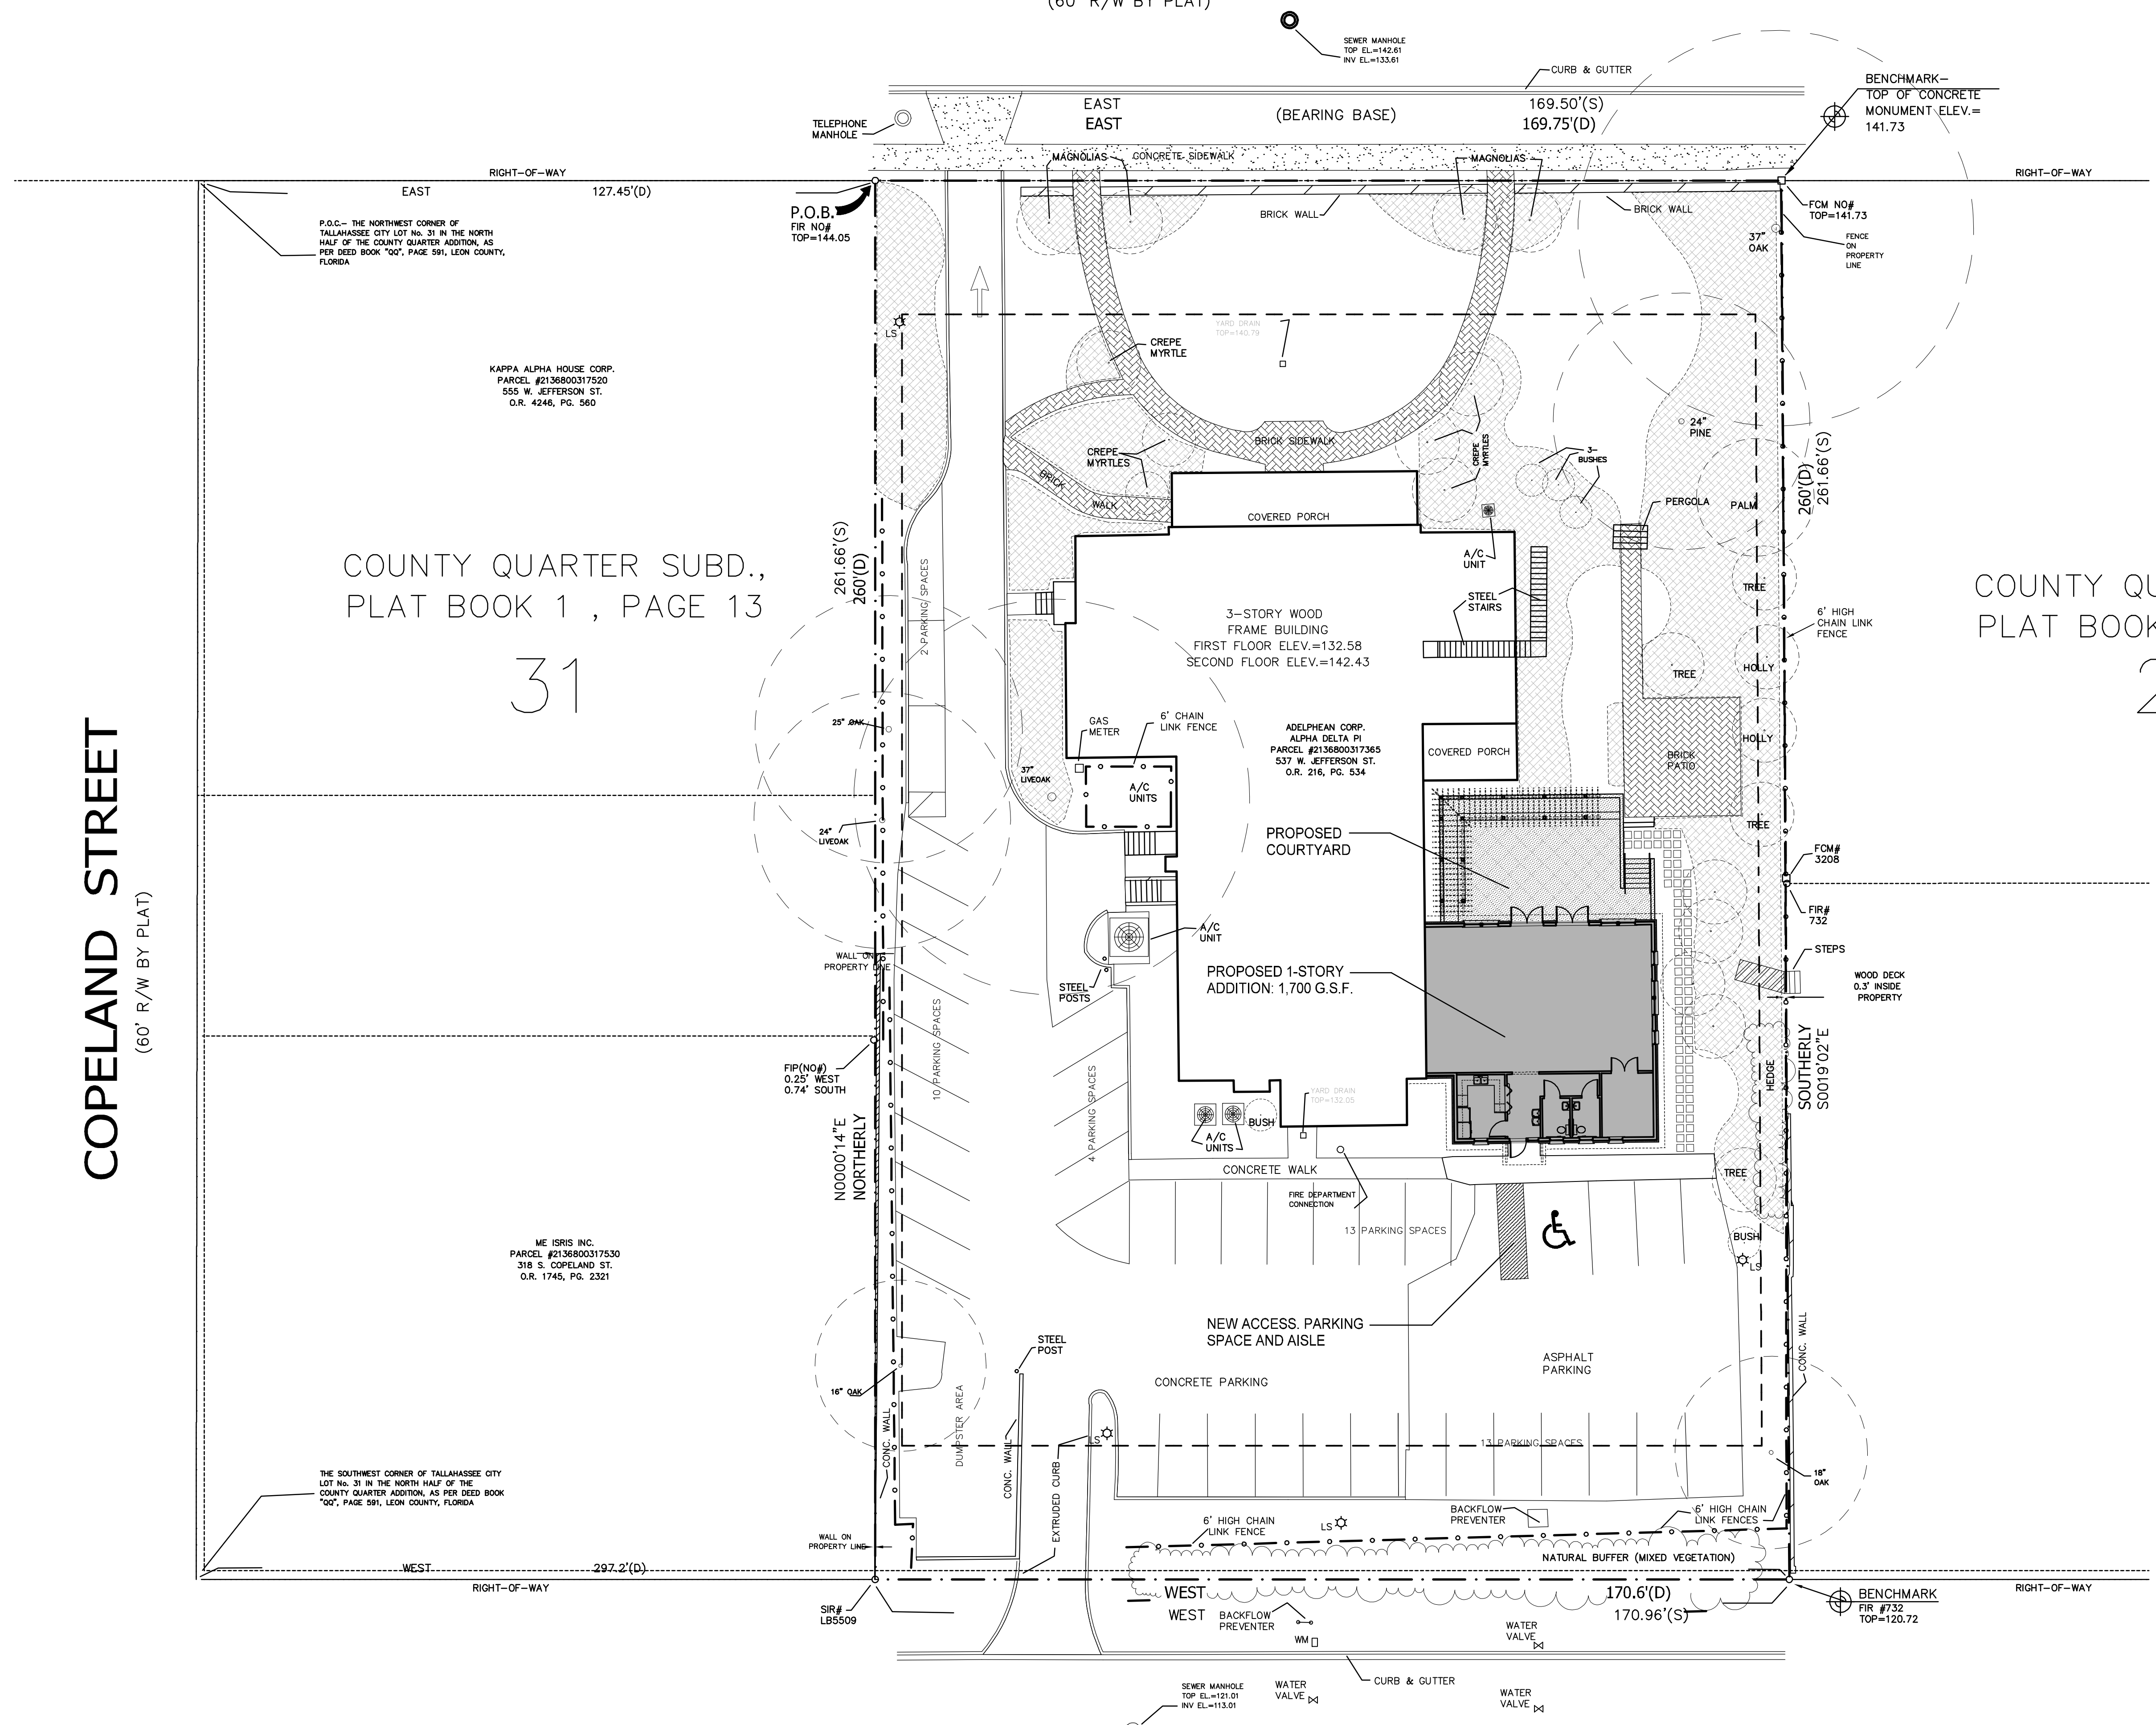 (60' R/W BY PLAT)
SEWER MANHOLE
TOP EL.=142.61
INV EL.=133.61
CURB & GUTTER
BENCHMARK-
TOP OF CONCRETE
MONUMENT ELEV.=
141.73
EAST
EAST
(BEARING BASE)
169.50'(S)
169.75'(D)
TELEPHONE
MANHOLE
MAGNOLIAS
CONCRETE SIDEWALK
MAGNOLIAS
RIGHT-OF-WAY
EAST
127.45'(D)
RIGHT-OF-WAY
P.O.B.
FIR NO#
TOP=144.05
BRICK WALL
BRICK WALL
FCM NO#
TOP=141.73
P.O.C.- THE NORTHWEST CORNER OF
TALLAHASSEE CITY LOT No. 31 IN THE NORTH
HALF OF THE COUNTY QUARTER ADDITION, AS
PER DEED BOOK "QQ", PAGE 591, LEON COUNTY,
FLORIDA
37"
OAK
FENCE
ON
PROPERTY
LINE
LS
YARD DRAIN
TOP=140.79
CREPE
MYRTLE
KAPPA ALPHA HOUSE CORP.
PARCEL #2136800317520
555 W. JEFFERSON ST.
O.R. 4246, PG. 560
24"
PINE
BRICK SIDEWALK
CREPE
MYRTLES
CREPE
MYRTLES
3-
BUSHES
260'(D)
261.66'(S)
BRICK
WALK
PERGOLA
PALM
COVERED PORCH
261.66'(S)
260'(D)
A/C
UNIT
COUNTY QUARTER SUBD.,
PLAT BOOK 1 , PAGE 13
31
2 PARKING SPACES
3-STORY WOOD
FRAME BUILDING
FIRST FLOOR ELEV.=132.58
SECOND FLOOR ELEV.=142.43
STEEL
STAIRS
TREE
COUNTY QU
PLAT BOOK
2
6' HIGH
CHAIN LINK
FENCE
TREE
HOLLY
25" OAK
GAS
METER
6' CHAIN
LINK FENCE
ADELPHEAN CORP.
ALPHA DELTA PI
PARCEL #2136800317365
537 W. JEFFERSON ST.
O.R. 216, PG. 534
COVERED PORCH
HOLLY
BRICK
PATIO
37"
LIVEOAK
A/C
UNITS
24"
LIVEOAK
PROPOSED
COURTYARD
TREE
FCM#
3208
FIR#
732
COPELAND STREET
(60' R/W BY PLAT)
A/C
UNIT
WALL ON
PROPERTY LINE
STEEL
POSTS
PROPOSED 1-STORY
ADDITION: 1,700 G.S.F.
STEPS
WOOD DECK
0.3' INSIDE
PROPERTY
10 PARKING SPACES
FIP(NO#)
0.25' WEST
0.74' SOUTH
4 PARKING SPACES
HEDGE
SOUTHERLY
S0019'02"E
YARD DRAIN
TOP=132.05
N0000'14"E
NORTHERLY
A/C
UNITS
BUSH
CONCRETE WALK
TREE
FIRE DEPARTMENT
CONNECTION
13 PARKING SPACES
BUSH
LS
ME ISRIS INC.
PARCEL #2136800317530
318 S. COPELAND ST.
O.R. 1745, PG. 2321
NEW ACCESS. PARKING
SPACE AND AISLE
STEEL
POST
ASPHALT
PARKING
CONC. WALL
CONCRETE PARKING
16" OAK
DUMPSTER AREA
CONC. WALL
CONC. WALL
LS
13 PARKING SPACES
EXTRUDED CURB
18"
OAK
THE SOUTHWEST CORNER OF TALLAHASSEE CITY
LOT No. 31 IN THE NORTH HALF OF THE
COUNTY QUARTER ADDITION, AS PER DEED BOOK
"QQ", PAGE 591, LEON COUNTY, FLORIDA
WALL ON
PROPERTY LINE
6' HIGH CHAIN
LINK FENCE
LS
BACKFLOW
PREVENTER
6' HIGH CHAIN
LINK FENCES
NATURAL BUFFER (MIXED VEGETATION)
WEST
297.2'(D)
RIGHT-OF-WAY
WEST
WEST
170.6'(D)
170.96'(S)
RIGHT-OF-WAY
SIR#
LB5509
BACKFLOW
PREVENTER
WM
WATER
VALVE
BENCHMARK
FIR #732
TOP=120.72
CURB & GUTTER
SEWER MANHOLE
TOP EL.=121.01
INV EL.=113.01
WATER
VALVE
WATER
VALVE